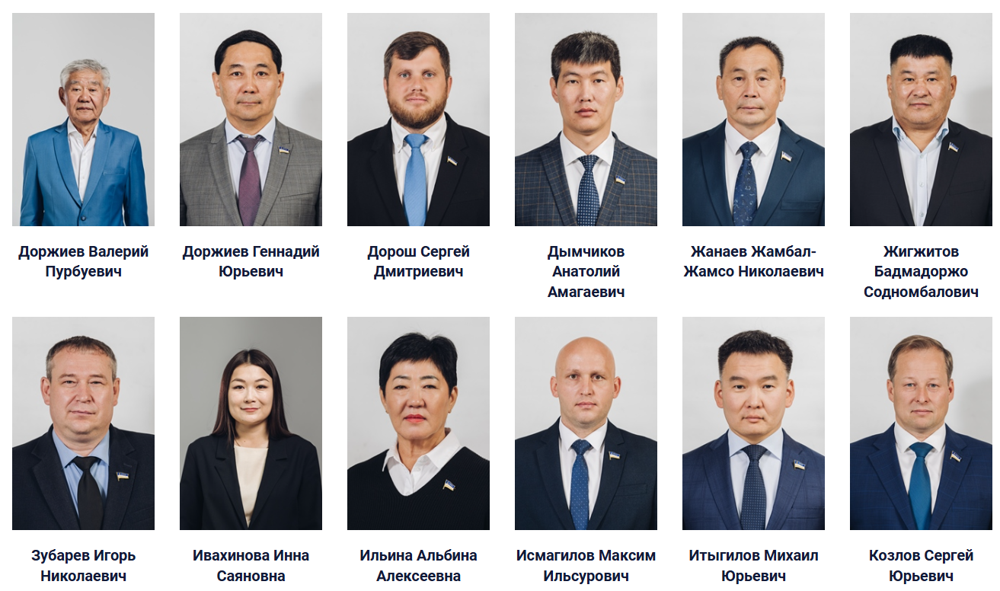 Доржиев Валерий
Пурбуевич
Доржиев Геннадий
Юрьевич
Дорош Сергей
Дмитриевич
Дымчиков
Анатолий
Амагаевич
Жанаев Жамбал-
Жамсо Николаевич
Жигжитов
Бадмадоржо
Содномбалович
Зубарев Игорь
Николаевич
Ивахинова Инна
Саяновна
Ильина Альбина
Алексеевна
Исмагилов Максим
Ильсурович
Итыгилов Михаил
Юрьевич
Козлов Сергей
Юрьевич